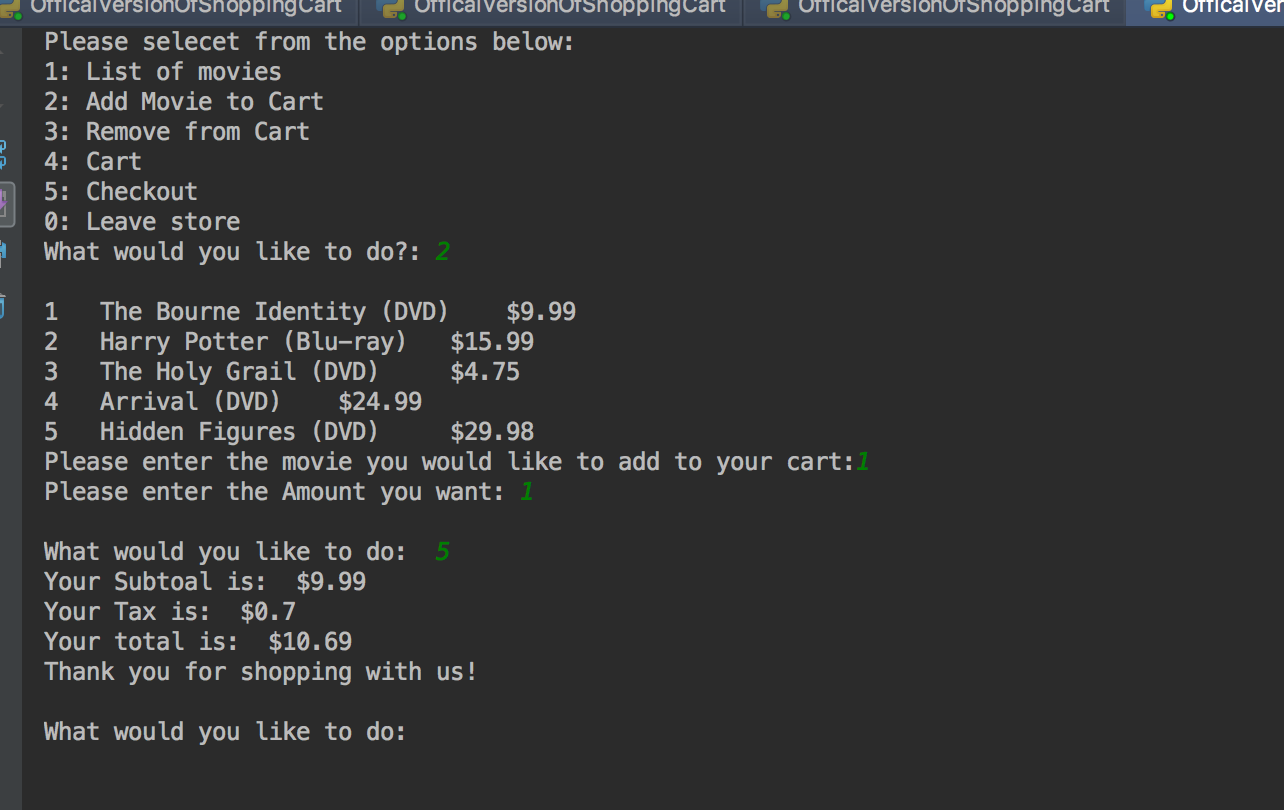 OfficalVersionOfShoppingCart OfficalVersionOfShoppingCart OfficalVersionOfShoppingCart OfficalVer
Please selecet from the options below:
1: List of movies
2: Add Movie to Cart
3: Remove from Cart
4: Cart
5: Checkout
0: Leave store
What would you like to do?: 2
1 The Bourne Identity (DVD) $9.99
2 Harry Potter (Blu-ray) $15.99
3 The Holy Grail (DVD) $4.75
4 Arrival (DVD) $24.99
5 Hidden Figures (DVD) $29.98
Please enter the movie you would like to add to your cart:1
Please enter the Amount you want: 1
What would you like to do: 5
Your Subtoal is: $9.99
Your Tax is: $0.7
Your total is: $10.69
Thank you for shopping with us!
What would you like to do: